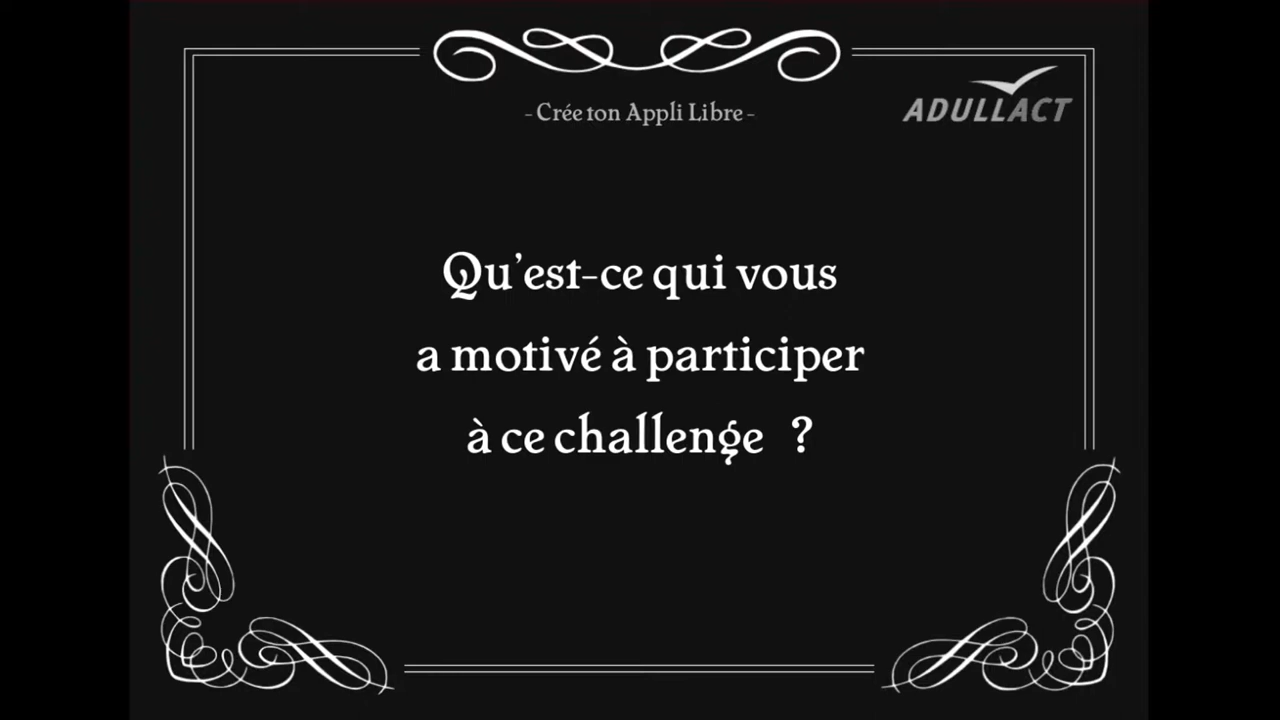 - Crée ton Appli Libre -
ADULLACT
Qu'est-ce qui vous
a motivé à participer
à ce challenge ?